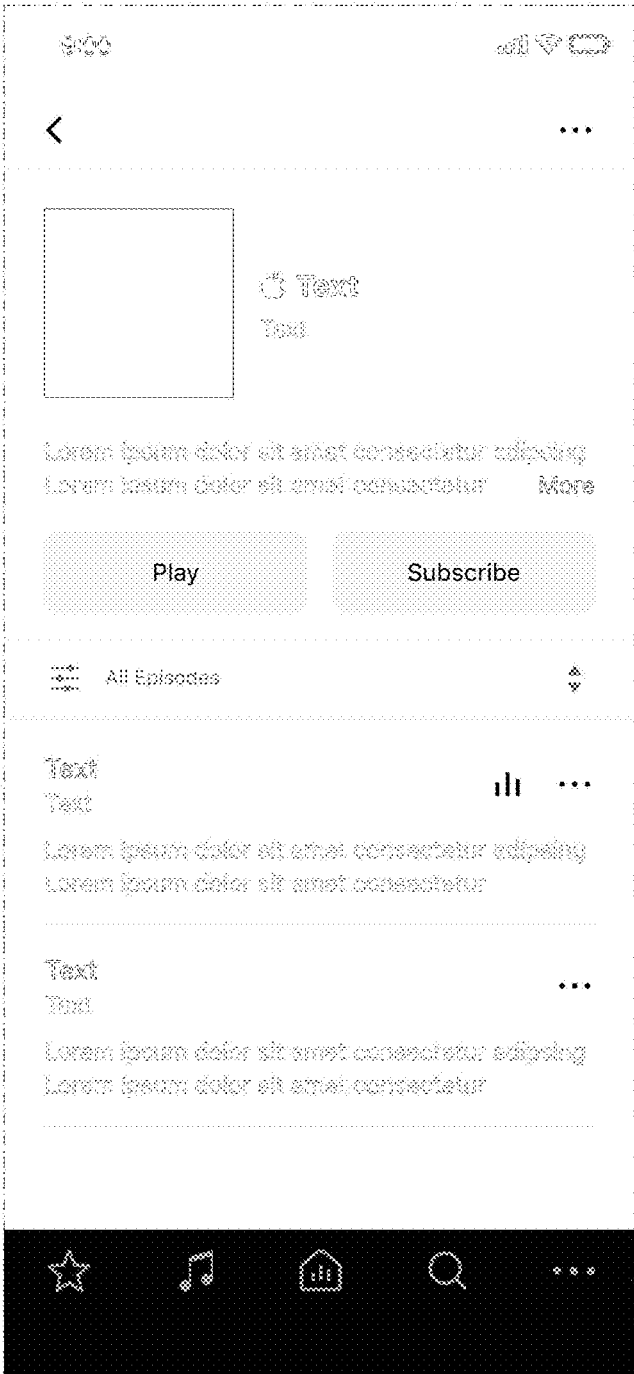 9:00
Text
Text
Lorem ipsum dolor sit amet consectetur adipsing
Lorem ipsum dolor sit amet consectetur More
Play Subscribe
All Episodes
Text
Text
Lorem ipsum dolor sit amet consectetur adipsing
Lorem ipsum dolor sit amet consectetur
Text
Text
Lorem ipsum dolor sit amet consectetur adipsing
Lorem ipsum dolor sit amet consectetur